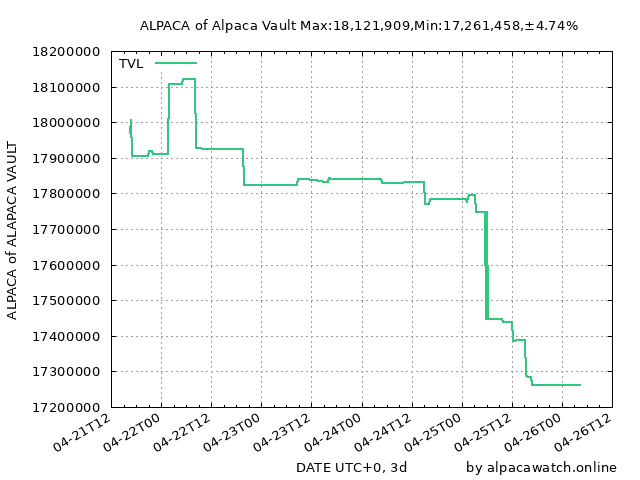 ALPACA of Alpaca Vault Max:18,121,909,Min:17,261,458,±4.74%
TVL
ALPACA of ALAPACA VAULT
18200000
18100000
18000000
17900000
17800000
17700000
17600000
17500000
17400000
17300000
17200000
04-21T12
04-22T00
04-22T12
04-23T00
04-23T12
04-24T00
04-24T12
04-25T00
04-25T12
04-26T00
04-26T12
DATE UTC+0, 3d
by alpacawatch.online